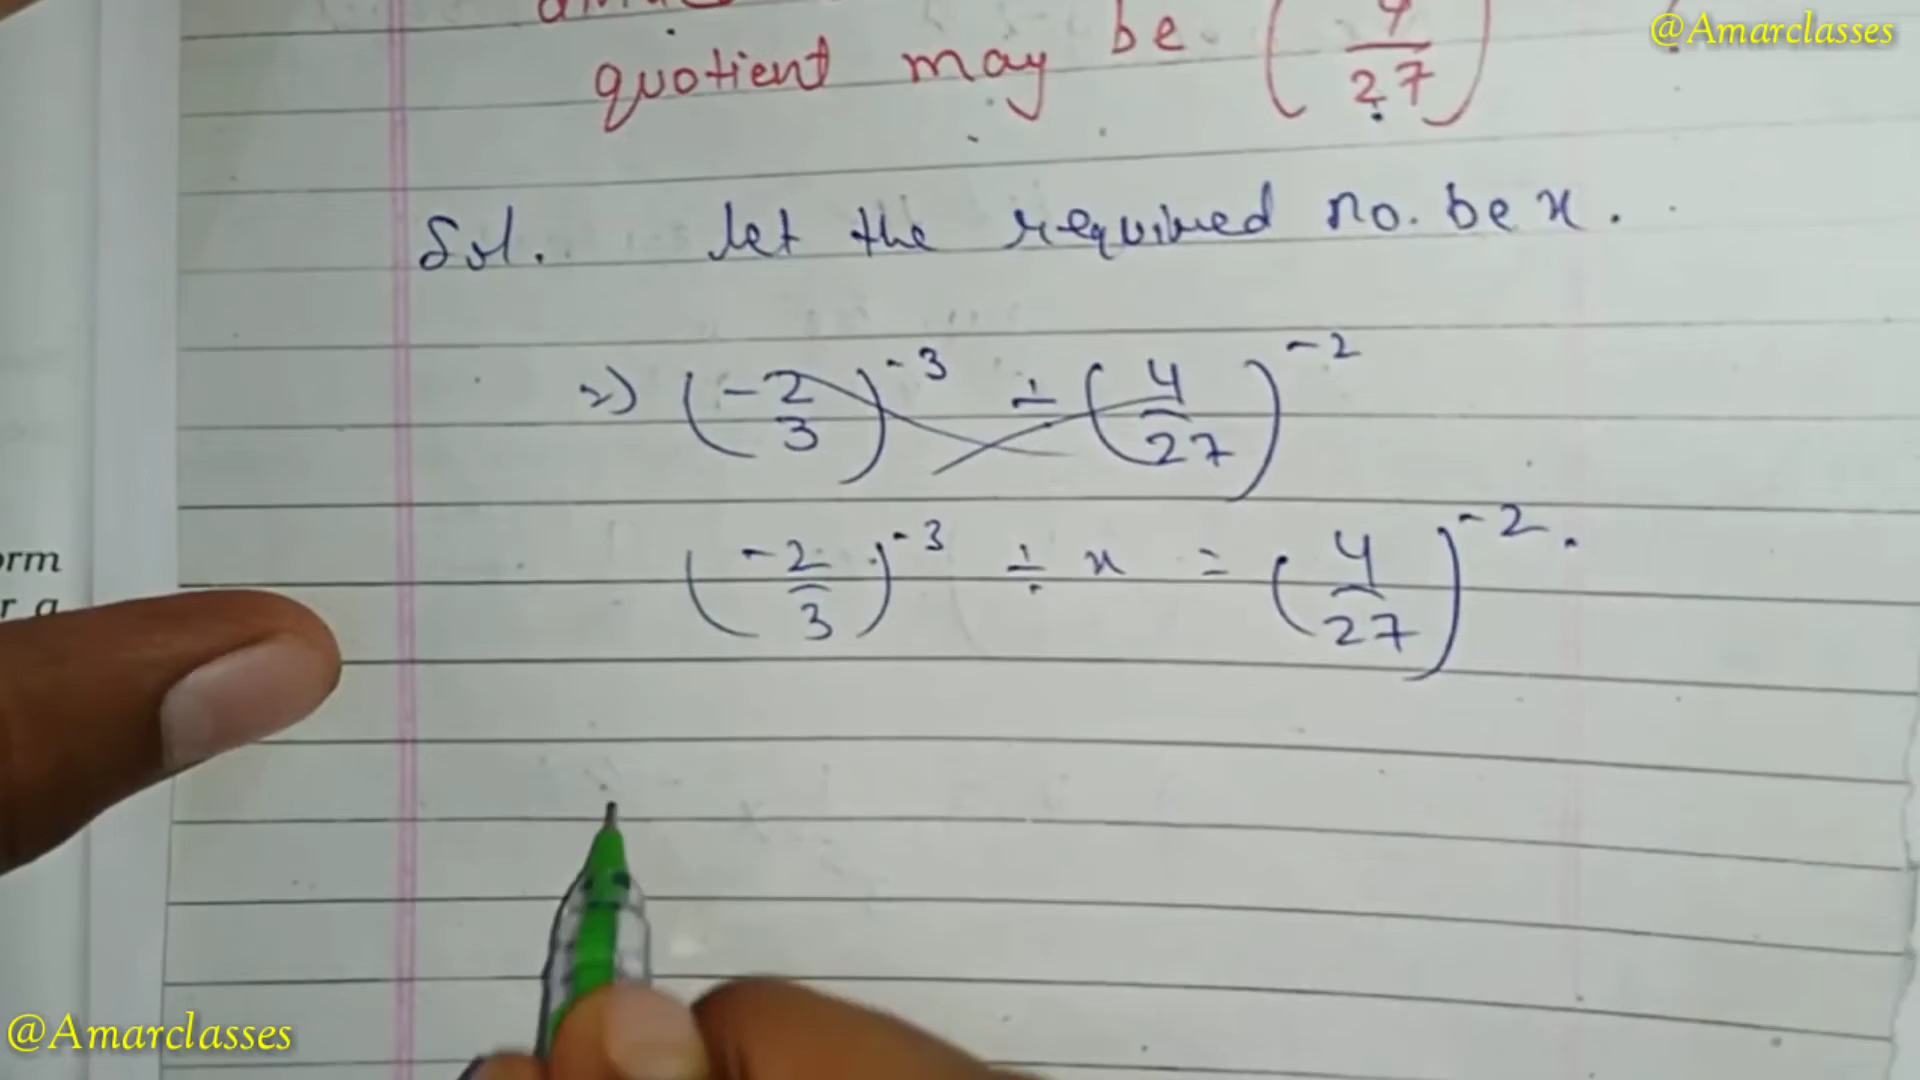 @Amarclasses
quotient may be (4/27)
Sol. let the required no. be x.
=> (-2/3)^-3 ÷ (4/27)^-2
(-2/3)^-3 ÷ x = (4/27)^-2.
orm
r a
@Amarclasses